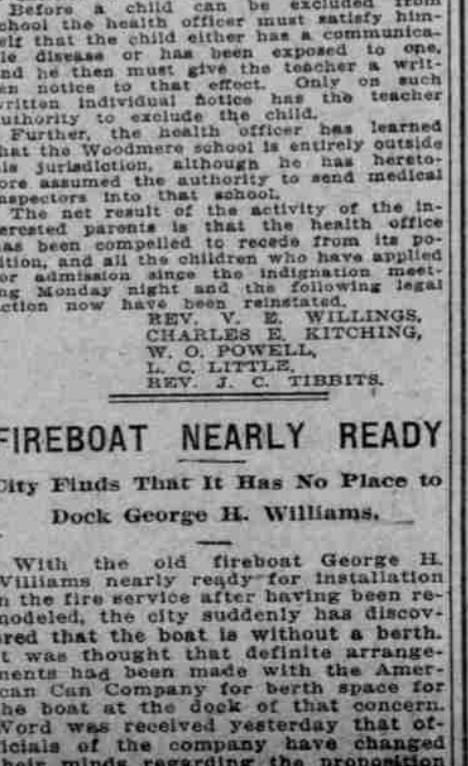 Before a child can be excluded from
chool the health officer must satisfy him-
elf that the child either has a communica-
le disease or has been exposed to one,
nd he then must give the teacher a writ-
en notice to that effect. Only on such
ritten individual notice has the teacher
uthority to exclude the child.
Further, the health officer has learned
hat the Woodmere school is entirely outside
is jurisdiction, although he has hereto-
ore assumed the authority to send medical
nspectors into that school.
The net result of the activity of the in-
erested parents is that the health office
as been compelled to recede from its po-
ition, and all the children who have applied
or admission since the indignation meet-
ng Monday night and the following legal
ction now have been reinstated.
REV. V. E. WILLINGS,
CHARLES E. KITCHING,
W. O. POWELL,
L. C. LITTLE,
REV. J. C. TIBBITS.
FIREBOAT NEARLY READY
City Finds That It Has No Place to
Dock George H. Williams.
With the old fireboat George H.
Williams nearly ready for installation
n the fire service after having been re-
modeled, the city suddenly has discov-
ered that the boat is without a berth.
t was thought that definite arrange-
ments had been made with the Amer-
can Can Company for berth space for
he boat at the dock of that concern.
Word was received yesterday that of-
icials of the company have changed
their minds regarding the proposition